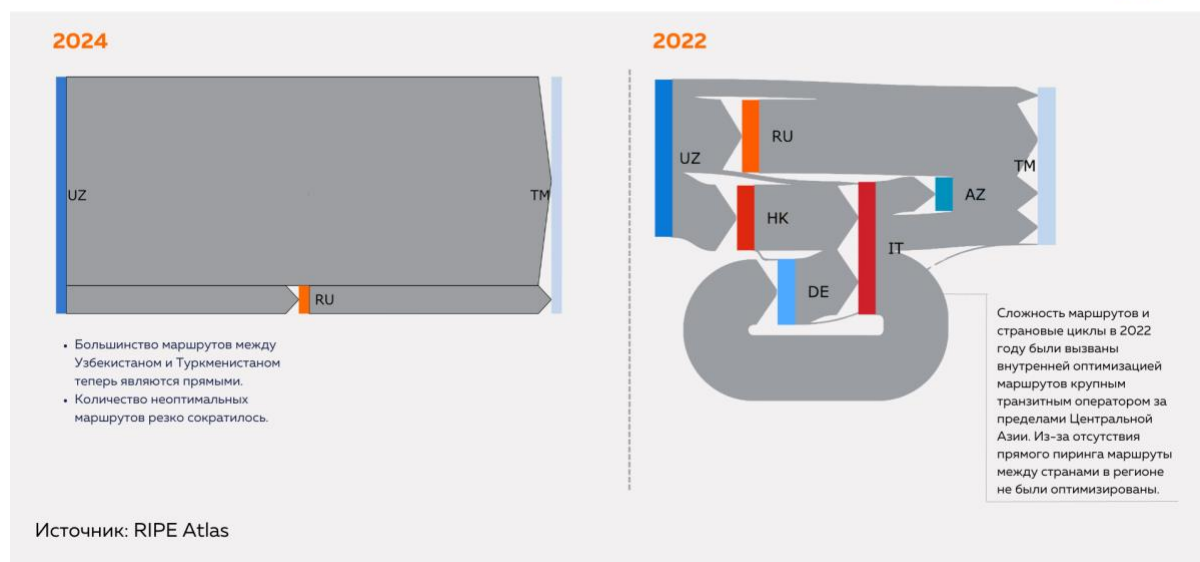 2024
UZ
TM
RU
• Большинство маршрутов между
Узбекистаном и Туркменистаном
теперь являются прямыми.
• Количество неоптимальных
маршрутов резко сократилось.
2022
UZ
RU
TM
HK
AZ
IT
DE
Сложность маршрутов и
страновые циклы в 2022
году были вызваны
внутренней оптимизацией
маршрутов крупным
транзитным оператором за
пределами Центральной
Азии. Из-за отсутствия
прямого пиринга маршруты
между странами в регионе
не были оптимизированы.
Источник: RIPE Atlas